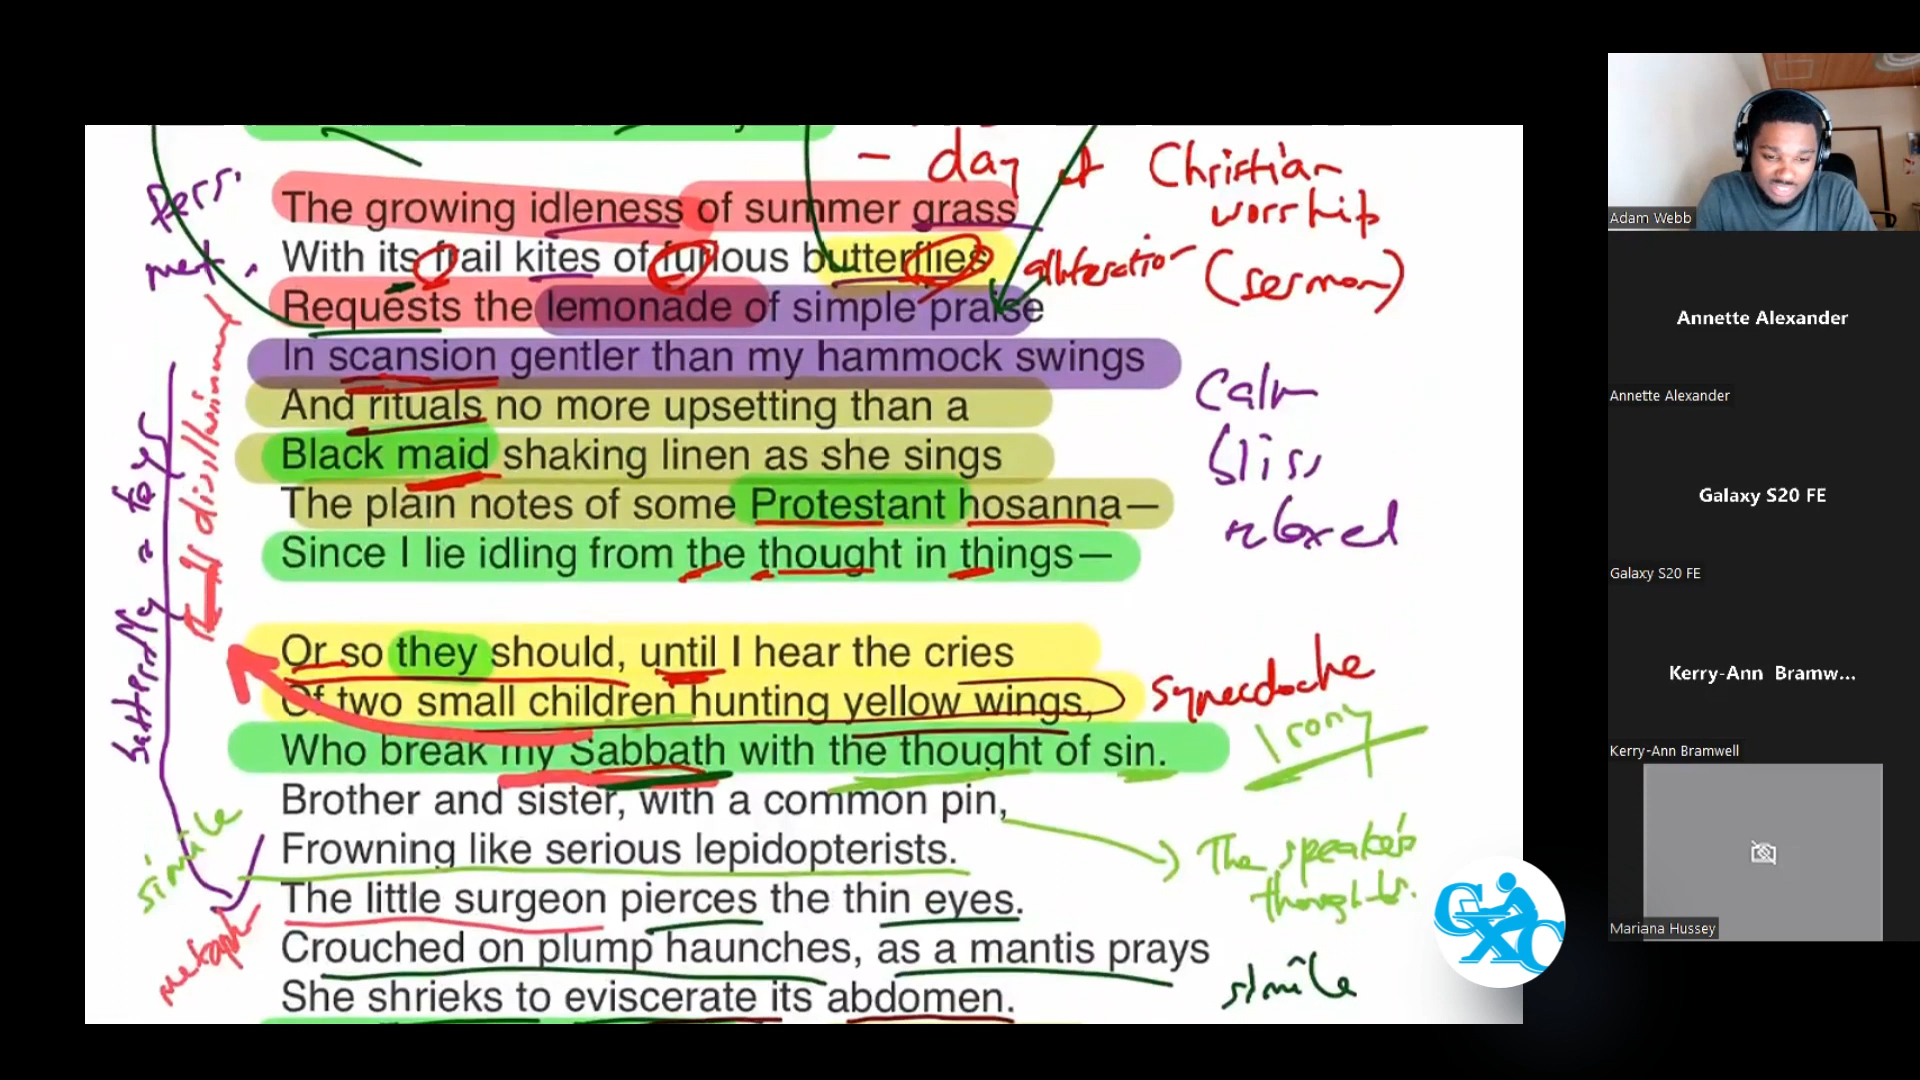 - day of Christian
worship
(sermon)
pers.
met.
The growing idleness of summer grass
With its frail kites of furious butterflies
alliteration
Requests the lemonade of simple praise
In scansion gentler than my hammock swings
And rituals no more upsetting than a
Black maid shaking linen as she sings
The plain notes of some Protestant hosanna—
Since I lie idling from the thought in things—
calm
bliss
relaxed
butterfly = toys
disillusionment
Or so they should, until I hear the cries
Of two small children hunting yellow wings,
synecdoche
Who break my Sabbath with the thought of sin.
Irony
Brother and sister, with a common pin,
Frowning like serious lepidopterists.
simile
The speaker's
thoughts.
The little surgeon pierces the thin eyes.
metaph
Crouched on plump haunches, as a mantis prays
She shrieks to eviscerate its abdomen.
simile
CXC
Adam Webb
Annette Alexander
Annette Alexander
Galaxy S20 FE
Galaxy S20 FE
Kerry-Ann Bramw...
Kerry-Ann Bramwell
Mariana Hussey